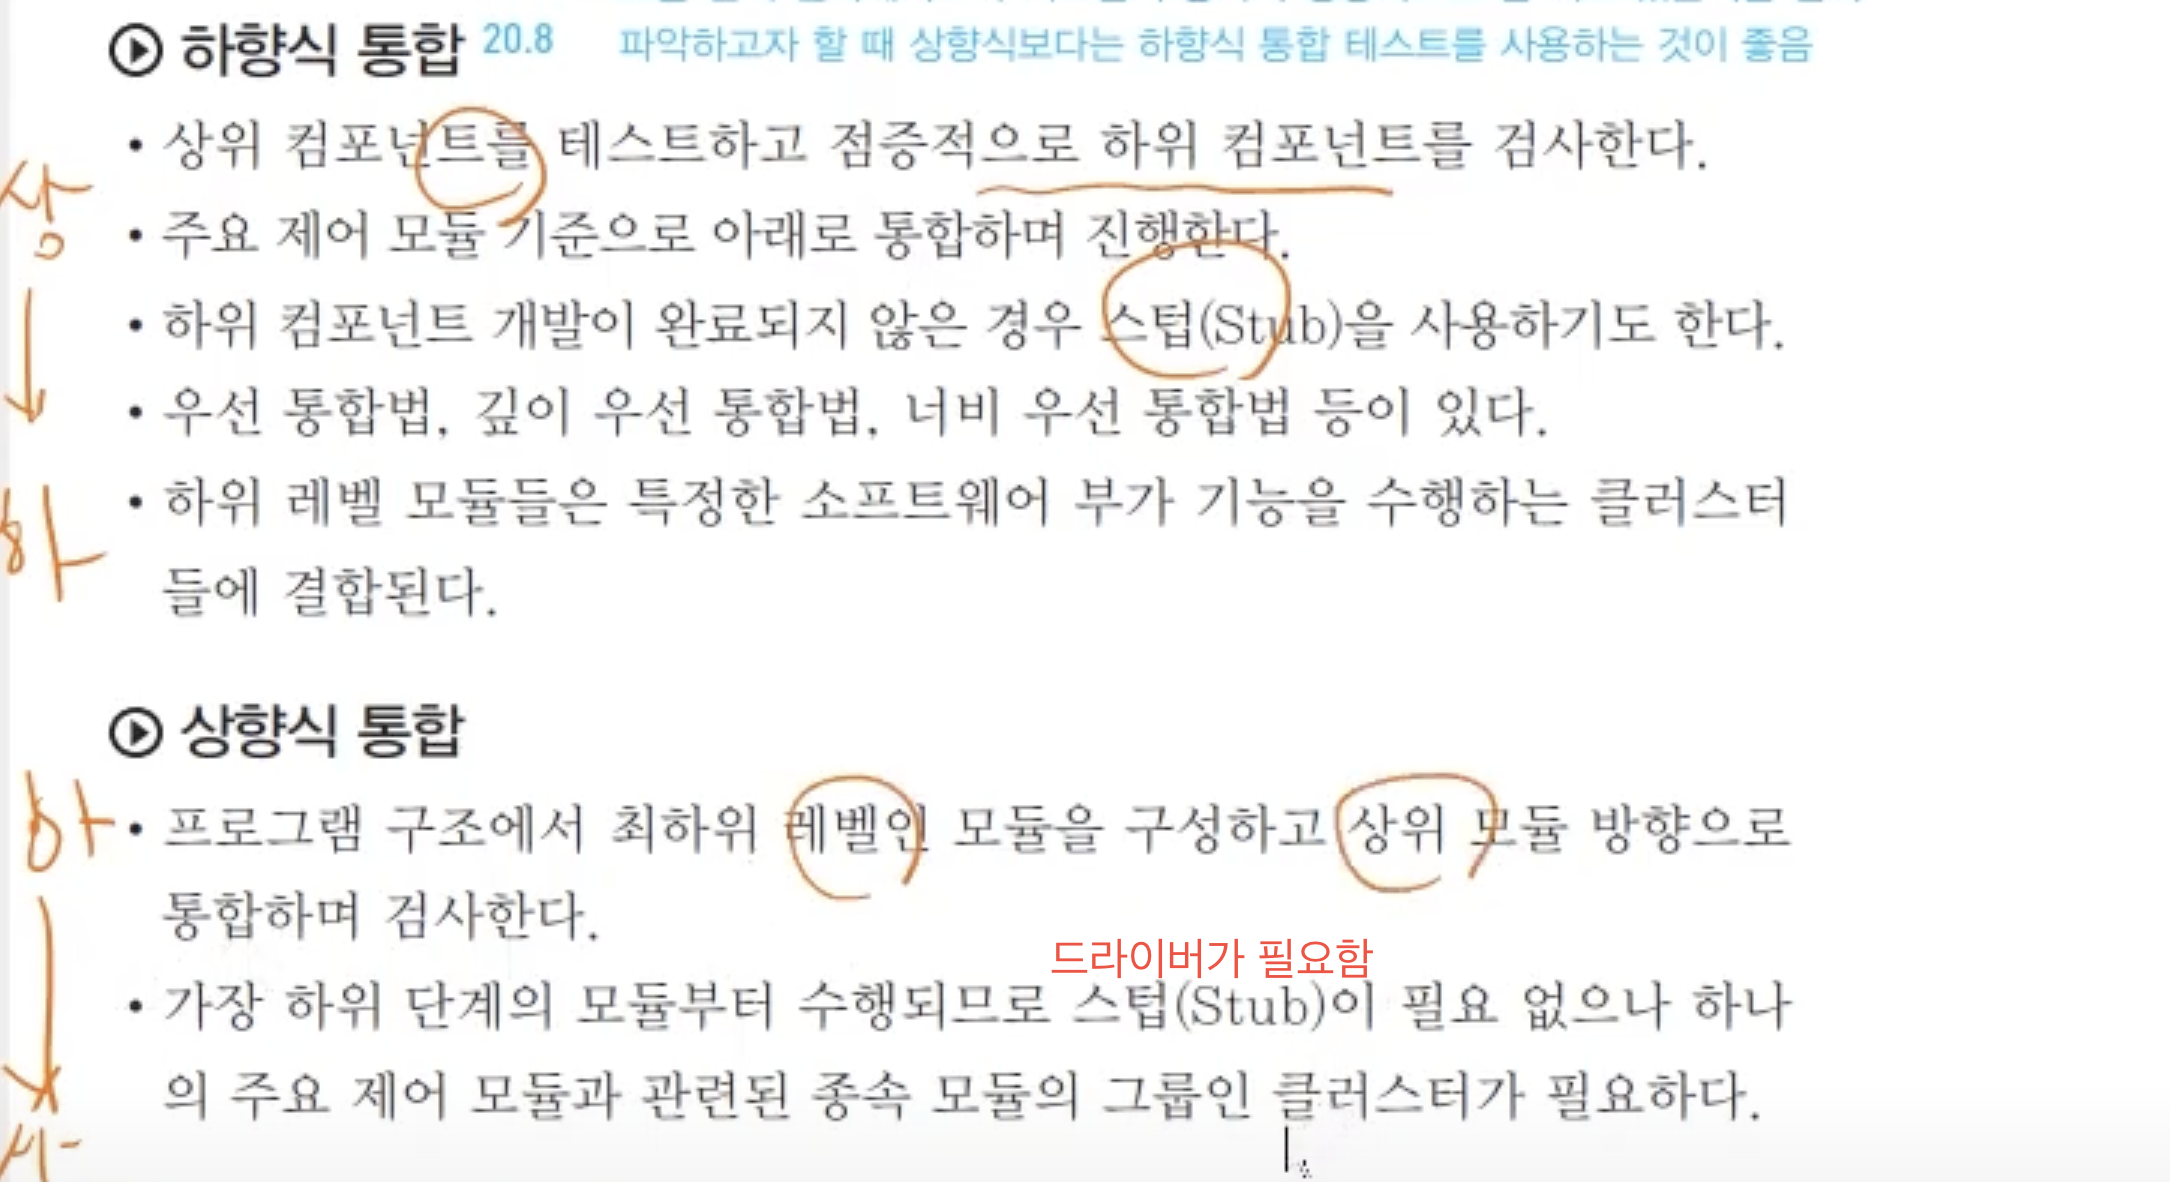 하향식 통합 20.8 파악하고자 할 때 상향식보다는 하향식 통합 테스트를 사용하는 것이 좋음
• 상위 컴포넌트를 테스트하고 점증적으로 하위 컴포넌트를 검사한다.
상
• 주요 제어 모듈 기준으로 아래로 통합하며 진행한다.
• 하위 컴포넌트 개발이 완료되지 않은 경우 스텁(Stub)을 사용하기도 한다.
• 우선 통합법, 깊이 우선 통합법, 너비 우선 통합법 등이 있다.
• 하위 레벨 모듈들은 특정한 소프트웨어 부가 기능을 수행하는 클러스터
하
들에 결합된다.
상향식 통합
하
• 프로그램 구조에서 최하위 레벨인 모듈을 구성하고 상위 모듈 방향으로
통합하며 검사한다.
드라이버가 필요함
• 가장 하위 단계의 모듈부터 수행되므로 스텁(Stub)이 필요 없으나 하나
의 주요 제어 모듈과 관련된 종속 모듈의 그룹인 클러스터가 필요하다.